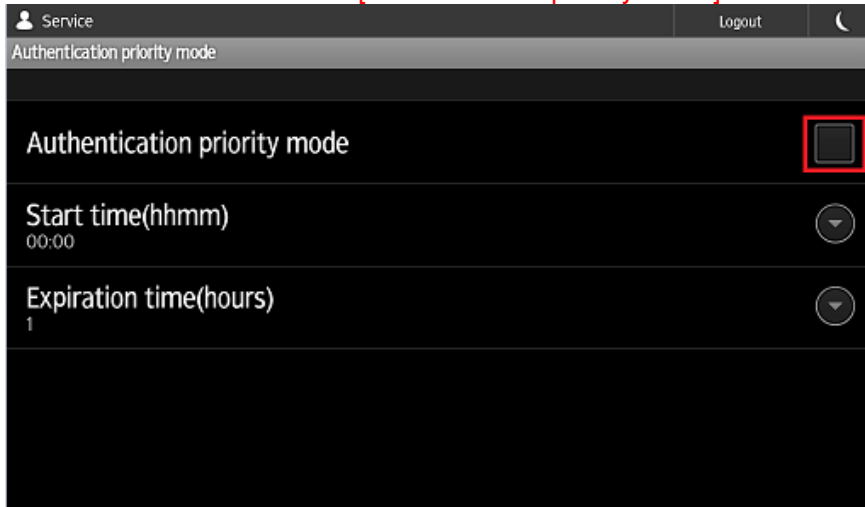 Service Logout
Authentication priority mode
Authentication priority mode
Start time(hhmm)
00:00
Expiration time(hours)
1